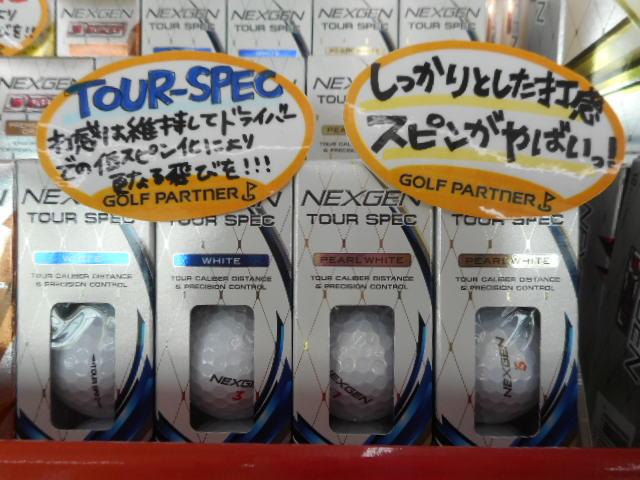 NEXGEN
TOUR SPEC
WHITE
NEXGEN
TOUR SPEC
PEARL WHITE
NEXGEN
NEXGEN
TOUR-SPEC
打感は維持してドライバー
での低スピン化により
更なる飛びを!!!
GOLF PARTNER
しっかりとした打感
スピンがやばいっ!
GOLF PARTNER
NEXGEN
TOUR SPEC
WHITE
TOUR CALIBER DISTANCE
& PRECISION CONTROL
TOUR SPEC
NEXGEN
TOUR SPEC
WHITE
TOUR CALIBER DISTANCE
& PRECISION CONTROL
NEXGEN
3
NEXGEN
TOUR SPEC
PEARL WHITE
TOUR CALIBER DISTANCE
& PRECISION CONTROL
NEXGEN
NEXGEN
TOUR SPEC
PEARL WHITE
TOUR CALIBER DISTANCE
& PRECISION CONTROL
NEXGEN
5